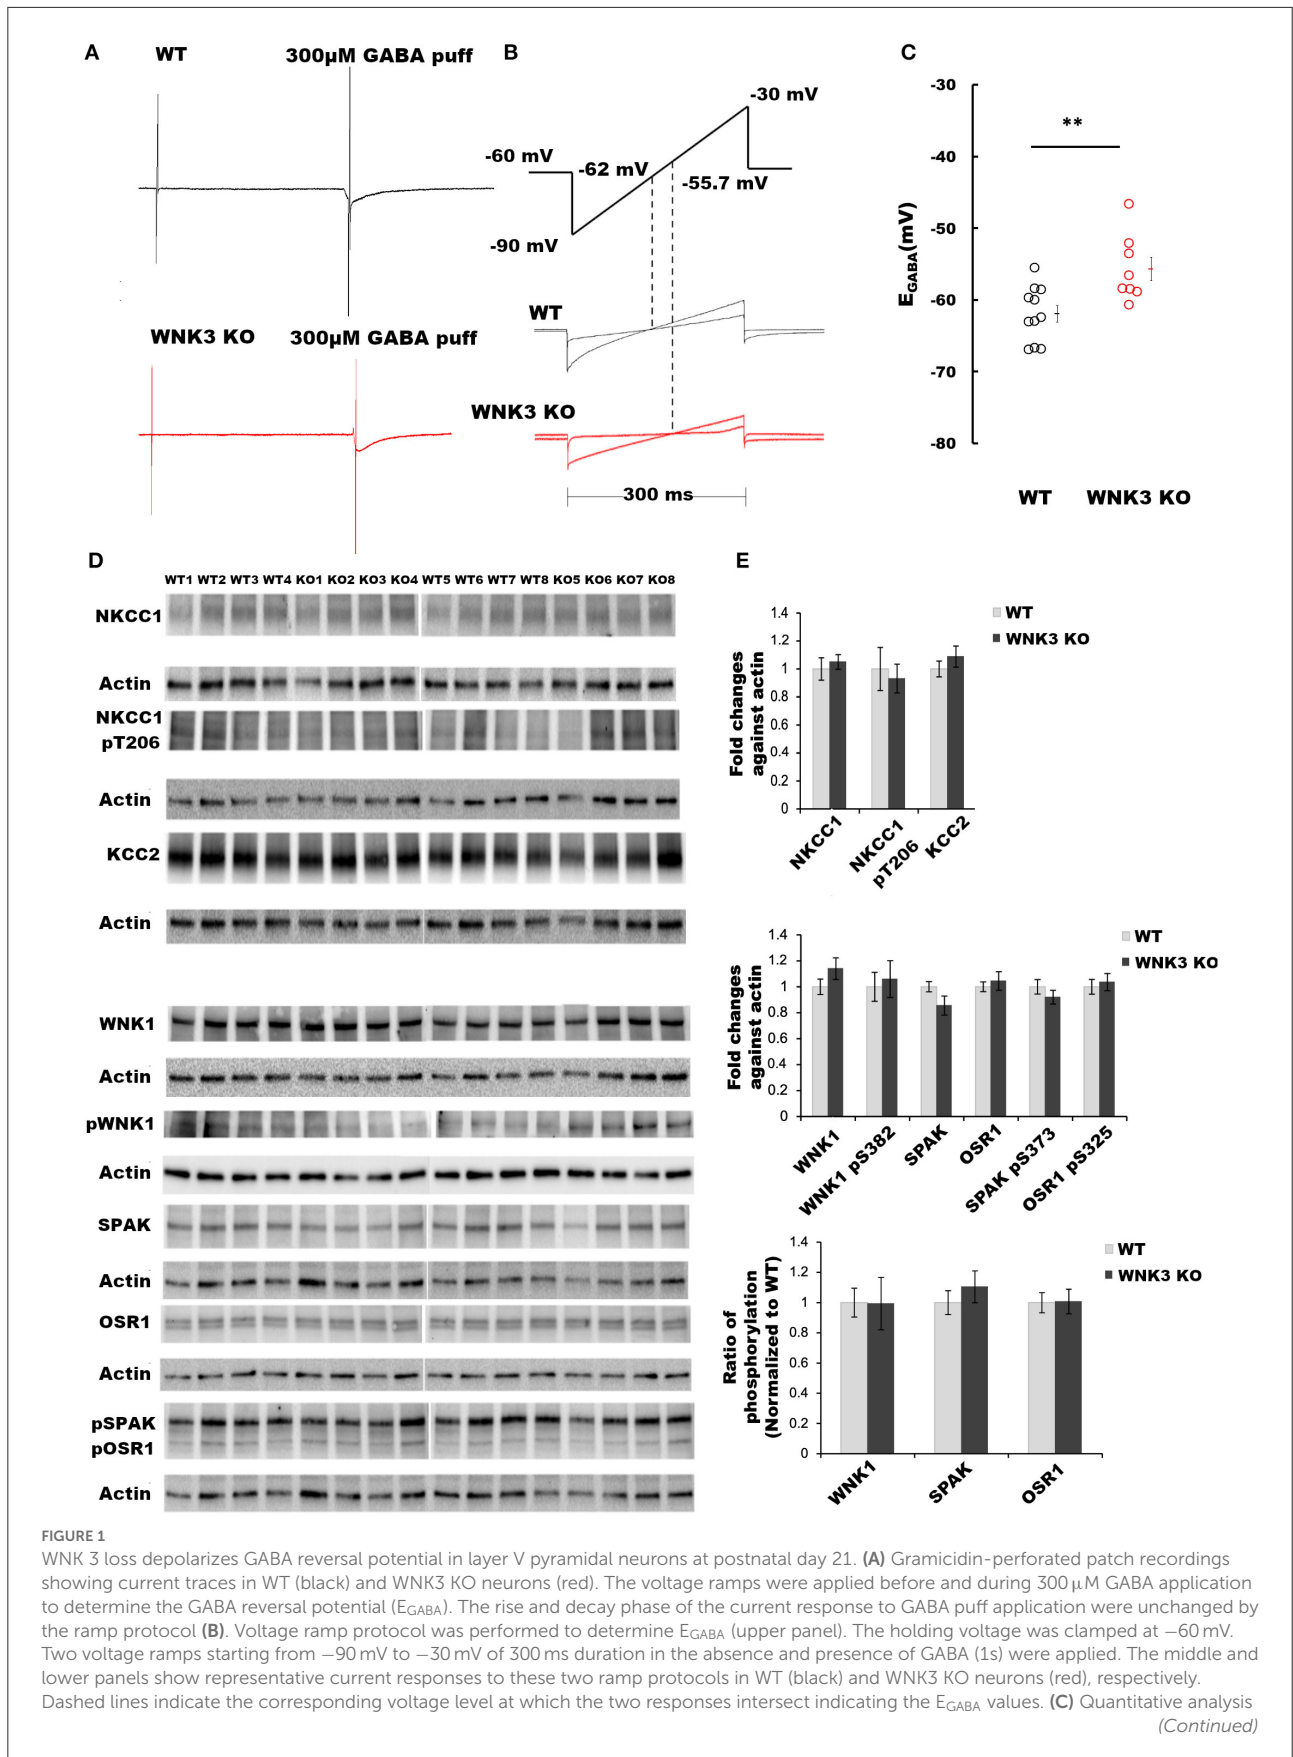 A
WT
300µM GABA puff
WNK3 KO
300µM GABA puff
B
-30 mV
-60 mV
-62 mV
-55.7 mV
-90 mV
WT
WNK3 KO
300 ms
C
-30
-40
-50
-60
-70
-80
EGABA(mV)
**
WT
WNK3 KO
D
WT1 WT2 WT3 WT4 KO1 KO2 KO3 KO4 WT5 WT6 WT7 WT8 KO5 KO6 KO7 KO8
NKCC1
Actin
NKCC1
pT206
Actin
KCC2
Actin
WNK1
Actin
pWNK1
Actin
SPAK
Actin
OSR1
Actin
pSPAK
pOSR1
Actin
E
WT
WNK3 KO
Fold changes
against actin
1.4
1.2
1
0.8
0.6
0.4
0.2
0
NKCC1
NKCC1
pT206
KCC2
WT
WNK3 KO
Fold changes
against actin
1.4
1.2
1
0.8
0.6
0.4
0.2
0
WNK1
WNK1 pS382
SPAK
OSR1
SPAK pS373
OSR1 pS325
WT
WNK3 KO
Ratio of
phosphorylation
(Normalized to WT)
1.4
1.2
1
0.8
0.6
0.4
0.2
0
WNK1
SPAK
OSR1
FIGURE 1
WNK 3 loss depolarizes GABA reversal potential in layer V pyramidal neurons at postnatal day 21. (A) Gramicidin-perforated patch recordings
showing current traces in WT (black) and WNK3 KO neurons (red). The voltage ramps were applied before and during 300 µM GABA application
to determine the GABA reversal potential (EGABA). The rise and decay phase of the current response to GABA puff application were unchanged by
the ramp protocol (B). Voltage ramp protocol was performed to determine EGABA (upper panel). The holding voltage was clamped at −60 mV.
Two voltage ramps starting from −90 mV to −30 mV of 300 ms duration in the absence and presence of GABA (1s) were applied. The middle and
lower panels show representative current responses to these two ramp protocols in WT (black) and WNK3 KO neurons (red), respectively.
Dashed lines indicate the corresponding voltage level at which the two responses intersect indicating the EGABA values. (C) Quantitative analysis
(Continued)